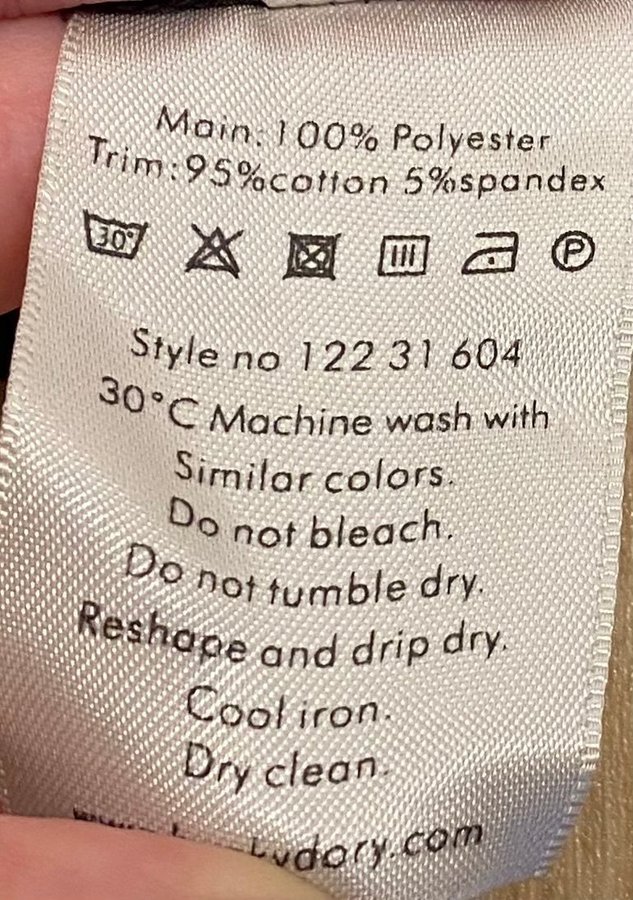 Main: 100% Polyester
Trim:95%cotton 5%spandex
30° P
Style no 122 31 604
30°C Machine wash with
Similar colors.
Do not bleach.
Do not tumble dry.
Reshape and drip dry.
Cool iron.
Dry clean.